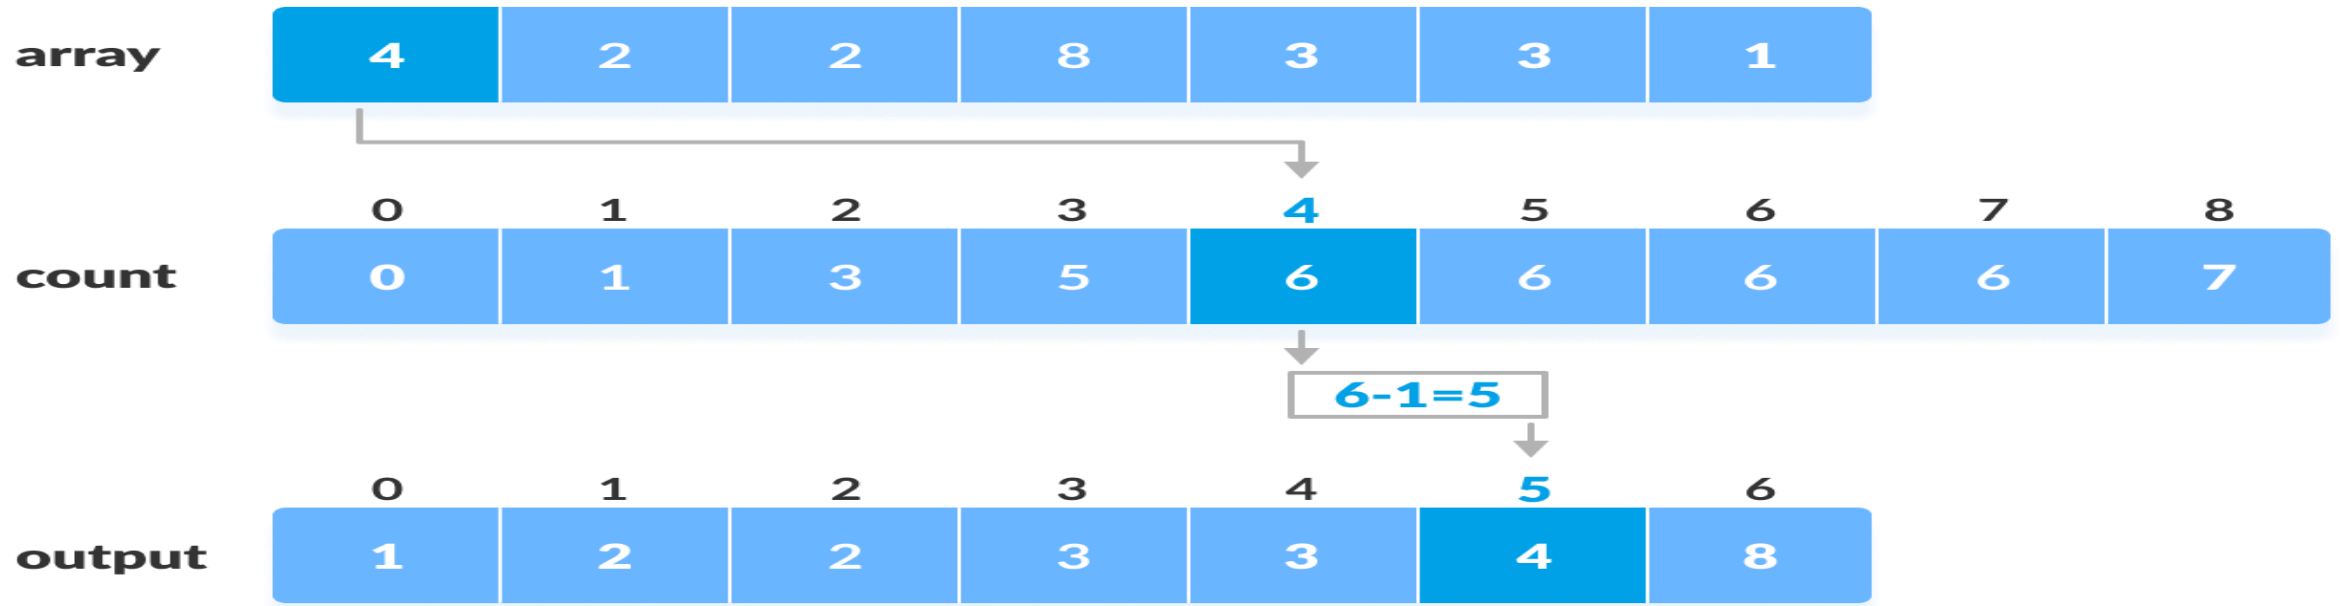 array 4 2 2 8 3 3 1
0 1 2 3 4 5 6 7 8
count 0 1 3 5 6 6 6 6 7
6-1=5
0 1 2 3 4 5 6
output 1 2 2 3 3 4 8